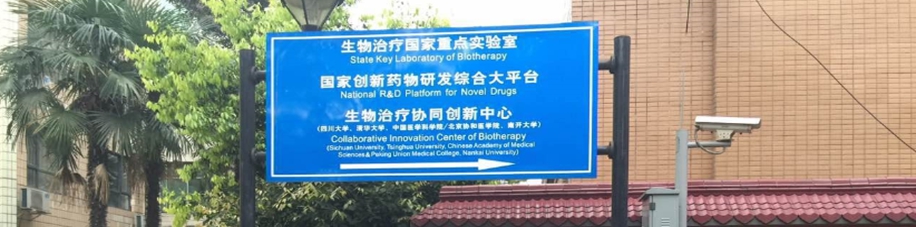 生物治疗国家重点实验室
State Key Laboratory of Biotherapy
国家创新药物研发综合大平台
National R&D Platform for Novel Drugs
生物治疗协同创新中心
(四川大学、清华大学、中国医学科学院/北京协和医学院、南开大学)
Collaborative Innovation Center of Biotherapy
(Sichuan University, Tsinghua University, Chinese Academy of Medical
Sciences & Peking Union Medical College, Nankai University)